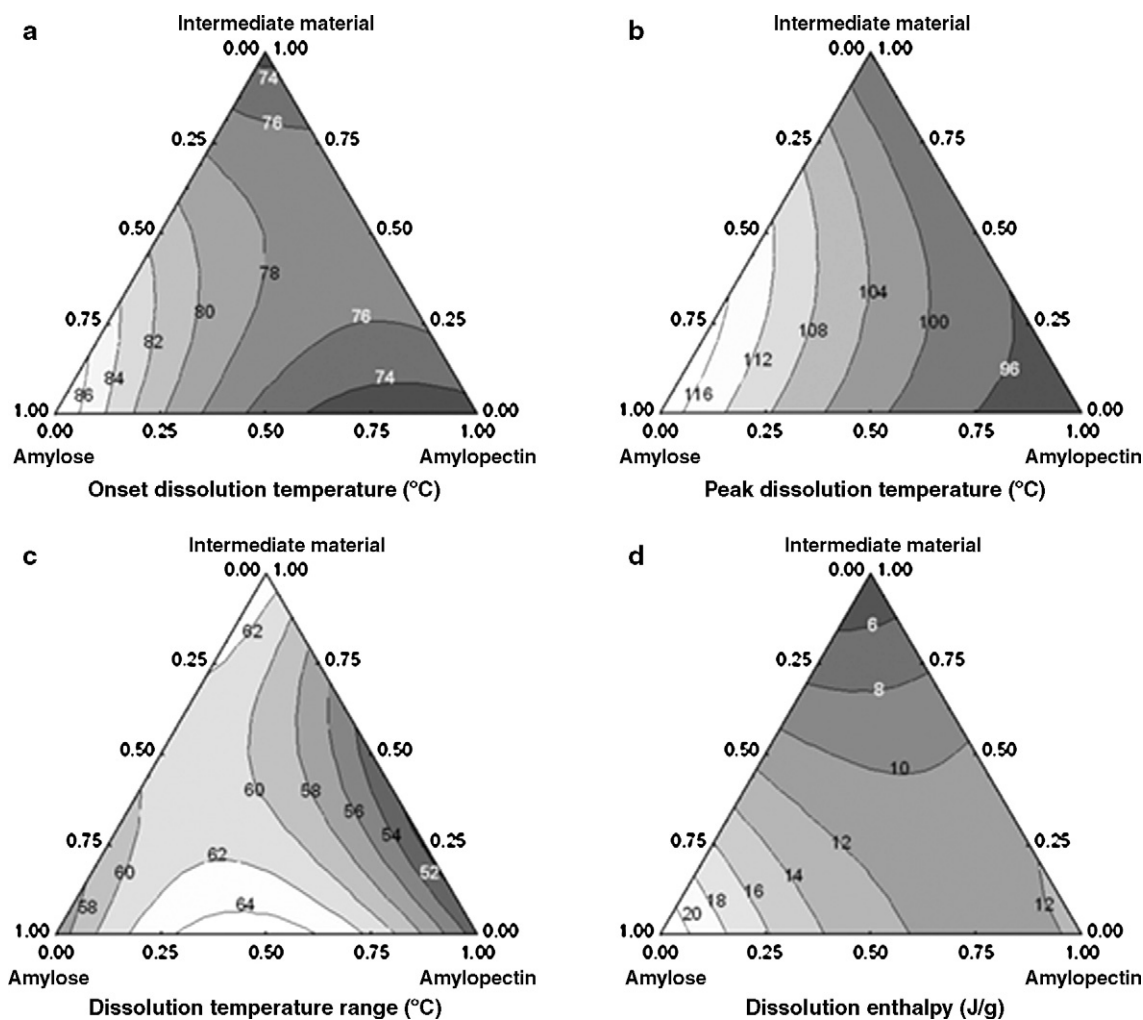 a
Intermediate material
0.00 1.00
74
76
0.25 0.75
0.50 0.50
78
80
76
0.75 0.25
82
84
74
86
1.00 0.00
0.00 0.25 0.50 0.75 1.00
Amylose Amylopectin
Onset dissolution temperature (°C)
b
Intermediate material
0.00 1.00
0.25 0.75
0.50 0.50
104
100
0.75 0.25
108
112
96
116
1.00 0.00
0.00 0.25 0.50 0.75 1.00
Amylose Amylopectin
Peak dissolution temperature (°C)
c
Intermediate material
0.00 1.00
62
0.25 0.75
0.50 0.50
60 58
56
54
0.75 0.25
62
60 52
58
64
1.00 0.00
0.00 0.25 0.50 0.75 1.00
Amylose Amylopectin
Dissolution temperature range (°C)
d
Intermediate material
0.00 1.00
6
0.25 0.75
8
0.50 0.50
10
0.75 0.25
12
14
16
18
12
20
1.00 0.00
0.00 0.25 0.50 0.75 1.00
Amylose Amylopectin
Dissolution enthalpy (J/g)